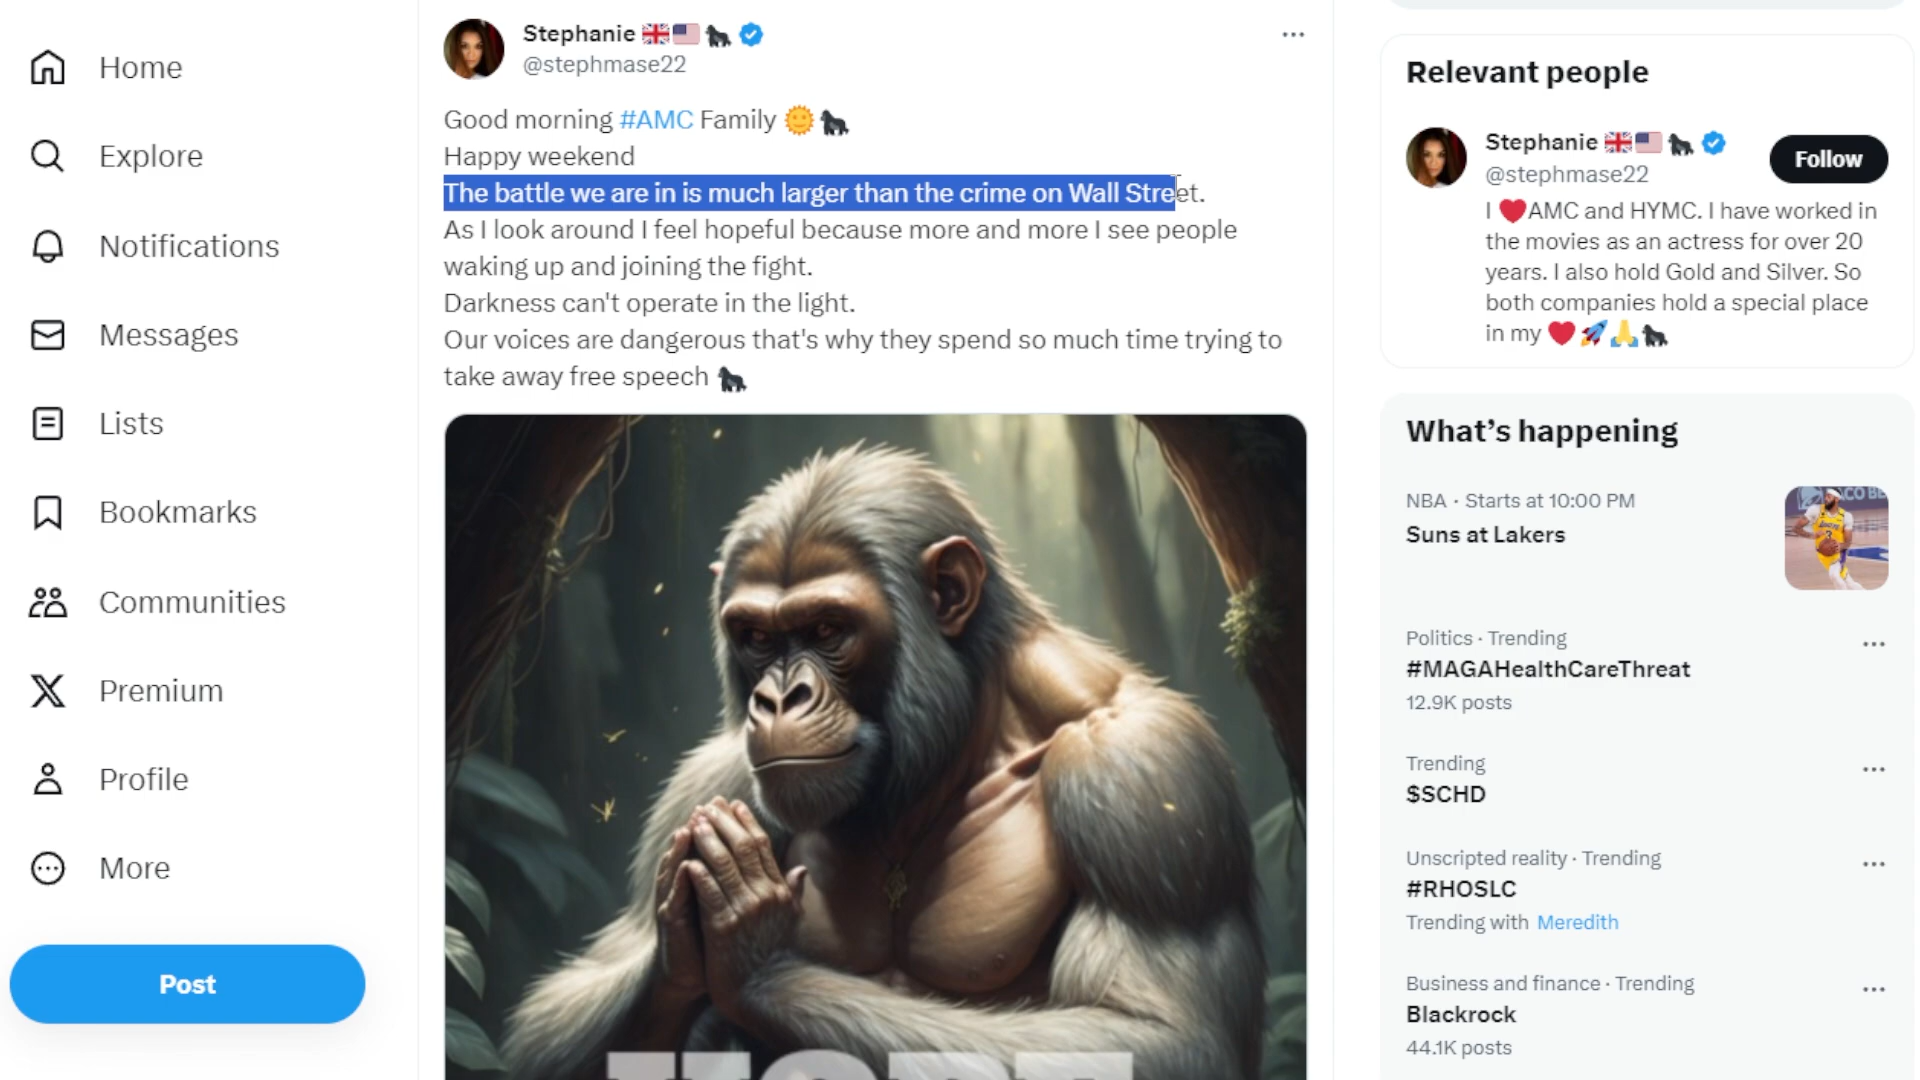 Home
Explore
Notifications
Messages
Lists
Bookmarks
Communities
Premium
Profile
More
Post
Stephanie
@stephmase22
Good morning #AMC Family
Happy weekend
The battle we are in is much larger than the crime on Wall Street.
As I look around I feel hopeful because more and more I see people
waking up and joining the fight.
Darkness can't operate in the light.
Our voices are dangerous that's why they spend so much time trying to
take away free speech
Relevant people
Stephanie
@stephmase22
Follow
I ❤️AMC and HYMC. I have worked in
the movies as an actress for over 20
years. I also hold Gold and Silver. So
both companies hold a special place
in my ❤️🚀🙏🦍
What's happening
NBA · Starts at 10:00 PM
Suns at Lakers
Politics · Trending
#MAGAHealthCareThreat
12.9K posts
Trending
$SCHD
Unscripted reality · Trending
#RHOSLC
Trending with Meredith
Business and finance · Trending
Blackrock
44.1K posts